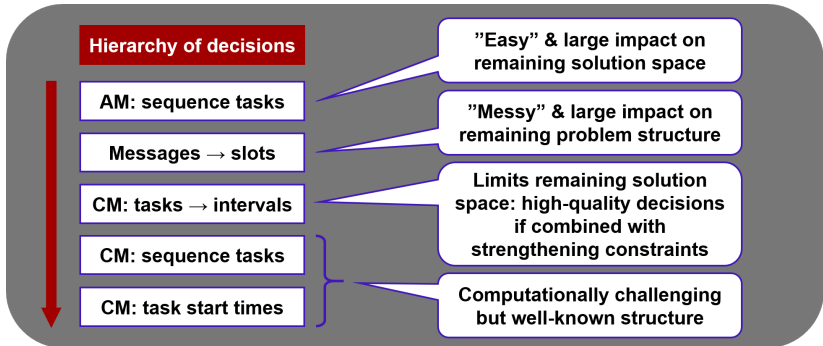 Hierarchy of decisions
AM: sequence tasks
Messages → slots
CM: tasks → intervals
CM: sequence tasks
CM: task start times
”Easy” & large impact on
remaining solution space
”Messy” & large impact on
remaining problem structure
Limits remaining solution
space: high-quality decisions
if combined with
strengthening constraints
Computationally challenging
but well-known structure